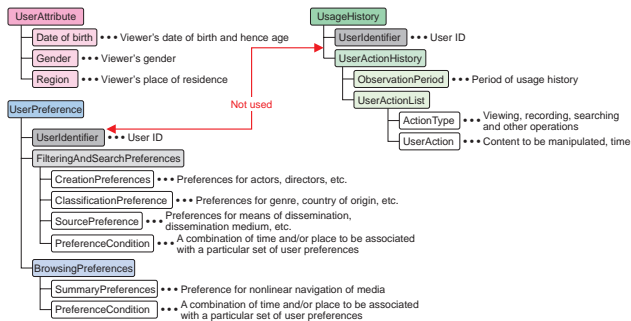 UserAttribute
Date of birth ••• Viewer's date of birth and hence age
Gender ••• Viewer's gender
Region ••• Viewer's place of residence
UserPreference
UserIdentifier ••• User ID
FilteringAndSearchPreferences
CreationPreferences ••• Preferences for actors, directors, etc.
ClassificationPreference ••• Preferences for genre, country of origin, etc.
SourcePreference ••• Preferences for means of dissemination,
dissemination medium, etc.
PreferenceCondition ••• A combination of time and/or place to be associated
with a particular set of user preferences
BrowsingPreferences
SummaryPreferences ••• Preference for nonlinear navigation of media
PreferenceCondition ••• A combination of time and/or place to be associated
with a particular set of user preferences
Not used
UsageHistory
UserIdentifier ••• User ID
UserActionHistory
ObservationPeriod ••• Period of usage history
UserActionList
ActionType ••• Viewing, recording, searching
and other operations
UserAction ••• Content to be manipulated, time